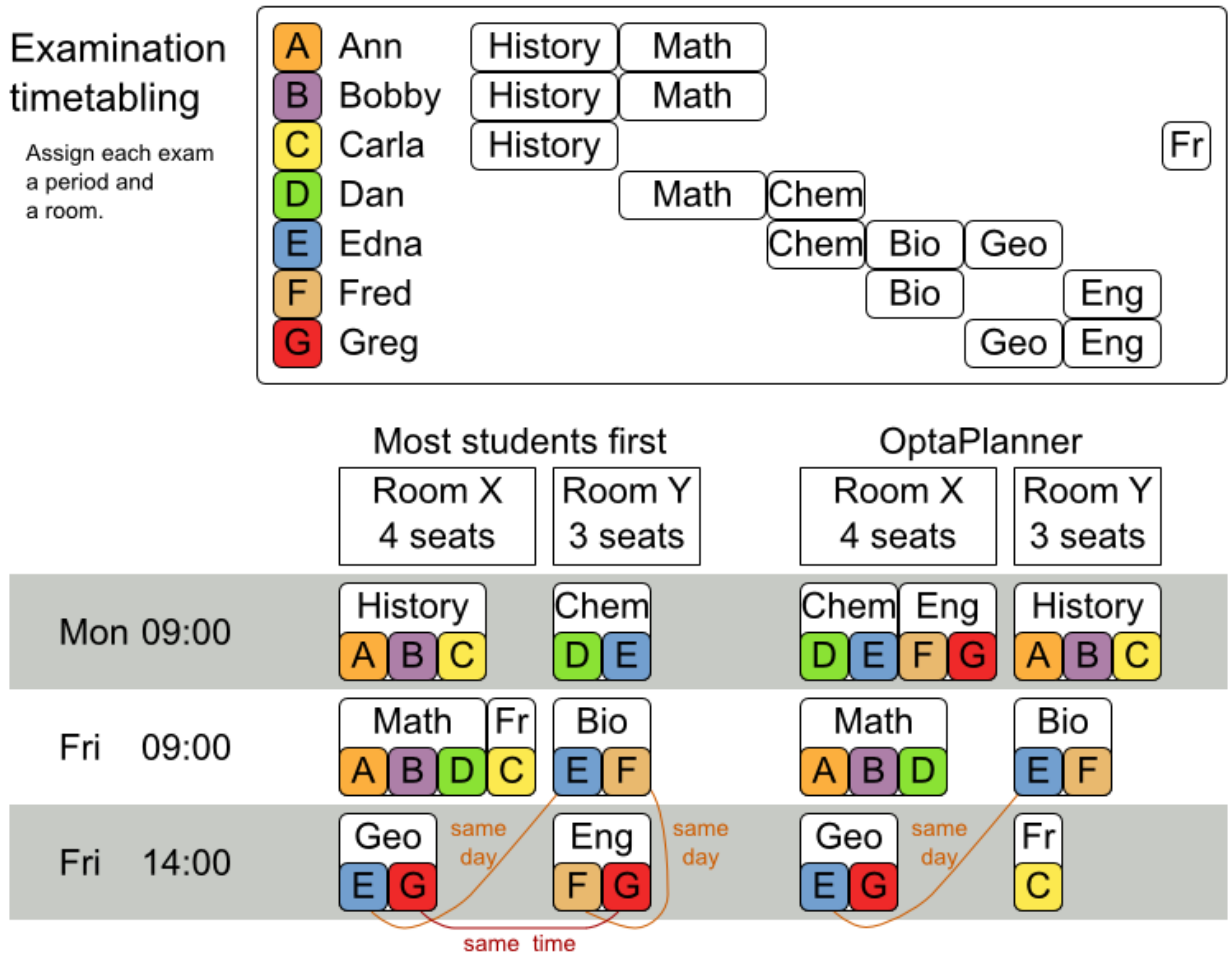 Examination
timetabling
Assign each exam
a period and
a room.
A Ann History Math
B Bobby History Math
C Carla History Fr
D Dan Math Chem
E Edna Chem Bio Geo
F Fred Bio Eng
G Greg Geo Eng
Most students first OptaPlanner
Room X Room Y Room X Room Y
4 seats 3 seats 4 seats 3 seats
Mon 09:00
History Chem Chem Eng History
A B C D E D E F G A B C
Fri 09:00
Math Fr Bio Math Bio
A B D C E F A B D E F
Fri 14:00
Geo same day Eng same day Geo same day Fr
E G F G E G C
same time